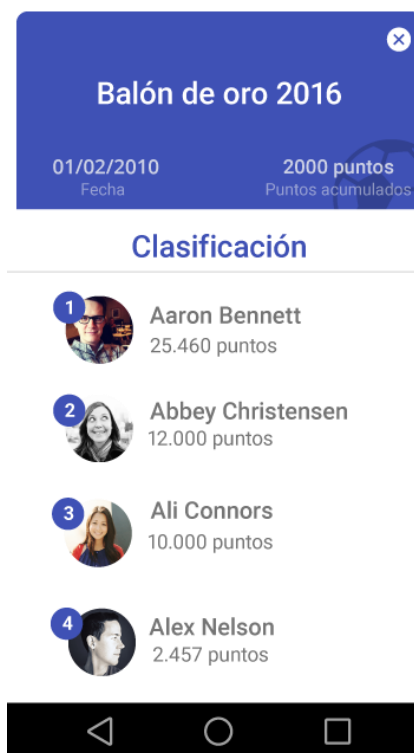 Balón de oro 2016
01/02/2010
Fecha
2000 puntos
Puntos acumulados
Clasificación
1
Aaron Bennett
25.460 puntos
2
Abbey Christensen
12.000 puntos
3
Ali Connors
10.000 puntos
4
Alex Nelson
2.457 puntos